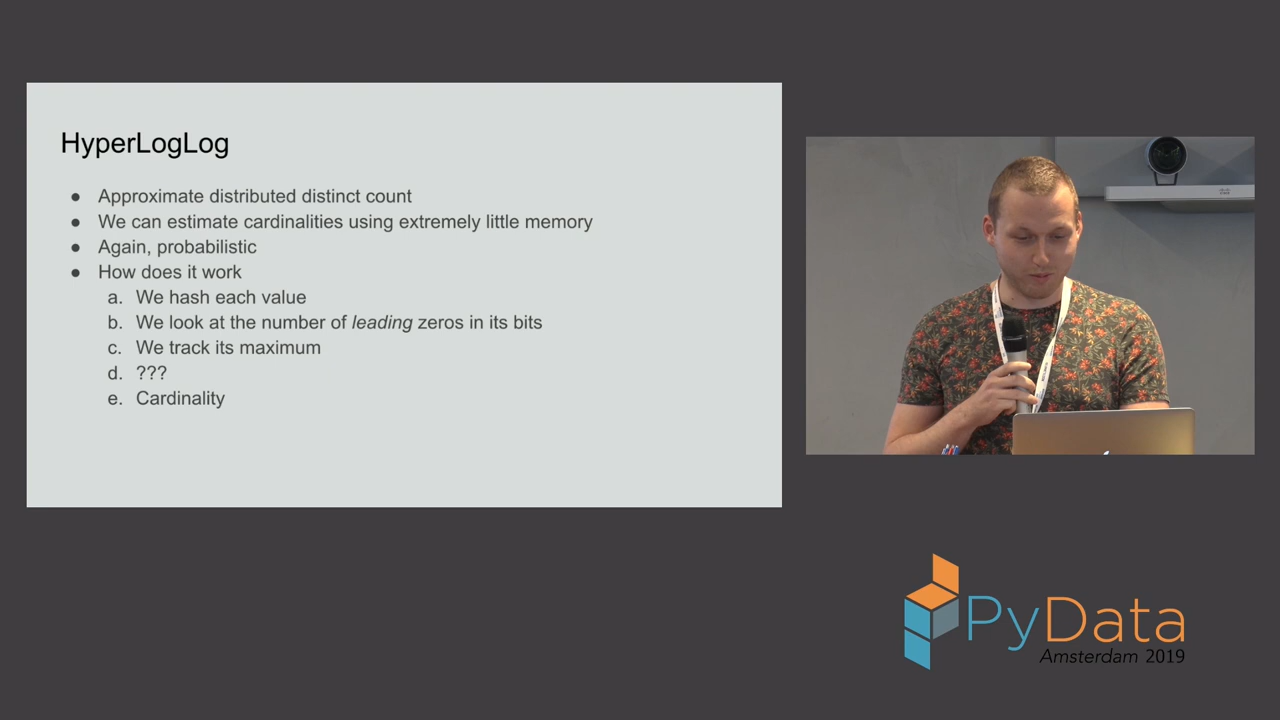 HyperLogLog
● Approximate distributed distinct count
● We can estimate cardinalities using extremely little memory
● Again, probabilistic
● How does it work
a. We hash each value
b. We look at the number of leading zeros in its bits
c. We track its maximum
d. ???
e. Cardinality
PyData
Amsterdam 2019